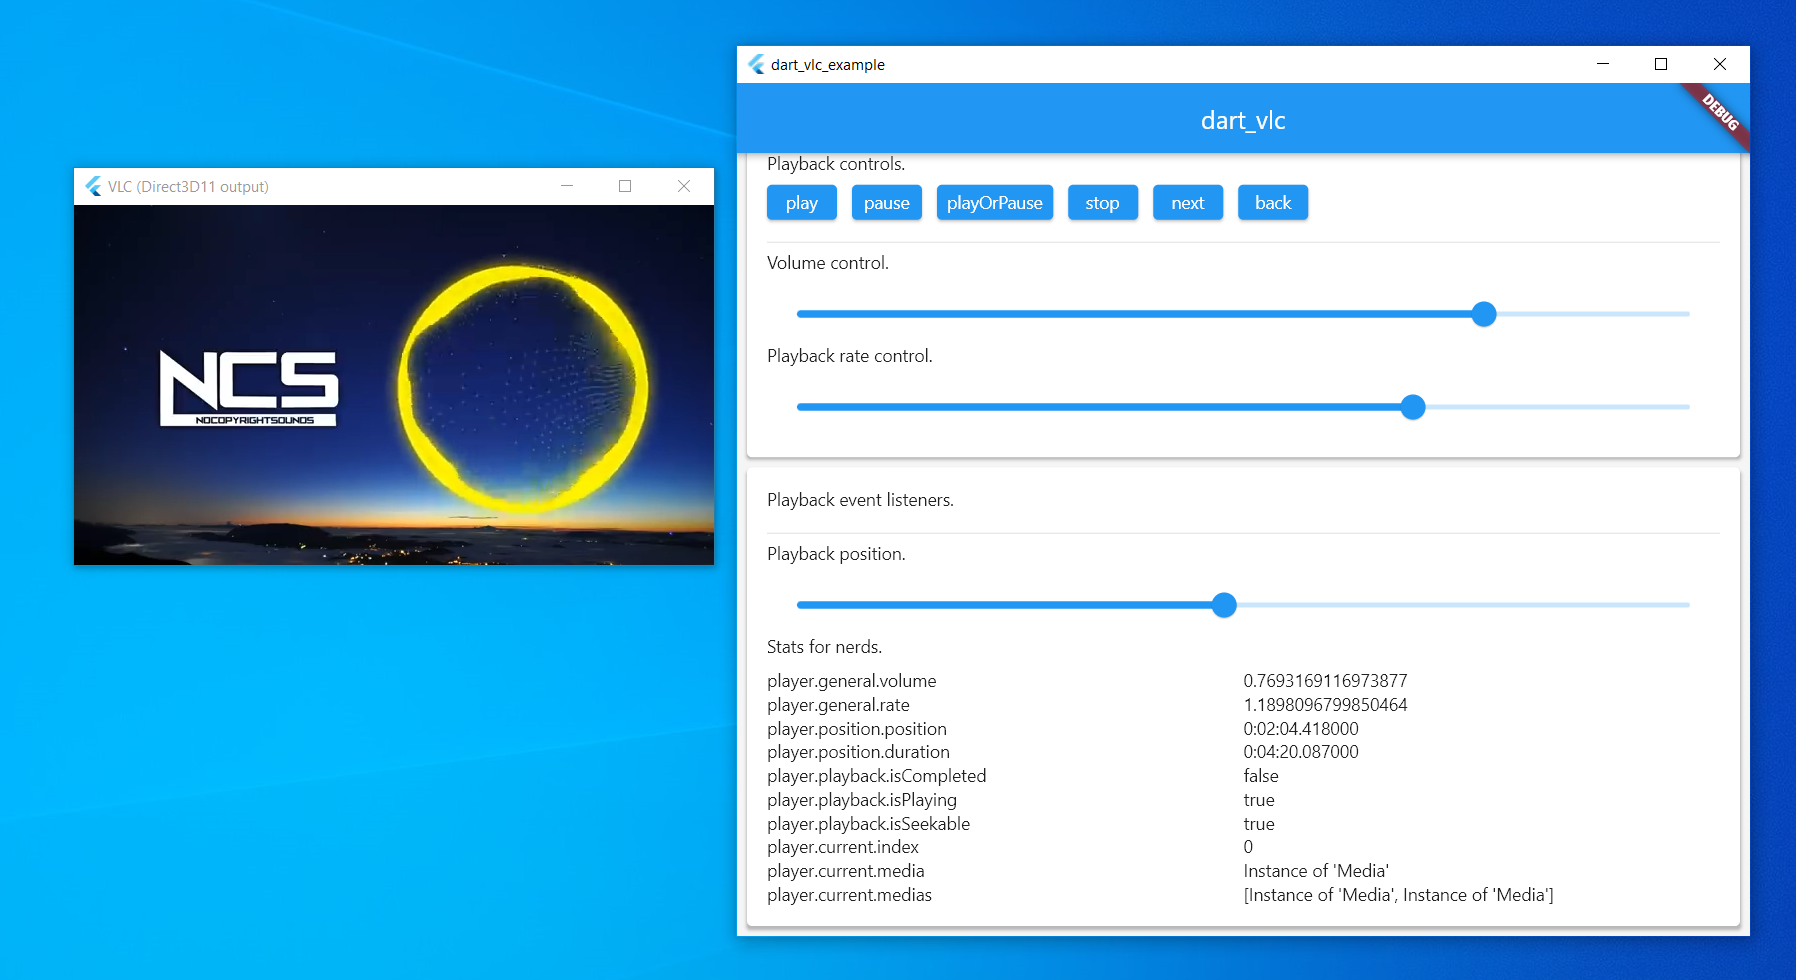 VLC (Direct3D11 output)
NCS
NOCOPYRIGHTSOUNDS
dart_vlc_example
dart_vlc
DEBUG
Playback controls.
play pause playOrPause stop next back
Volume control.
Playback rate control.
Playback event listeners.
Playback position.
Stats for nerds.
player.general.volume 0.7693169116973877
player.general.rate 1.1898096799850464
player.position.position 0:02:04.418000
player.position.duration 0:04:20.087000
player.playback.isCompleted false
player.playback.isPlaying true
player.playback.isSeekable true
player.current.index 0
player.current.media Instance of 'Media'
player.current.medias [Instance of 'Media', Instance of 'Media']